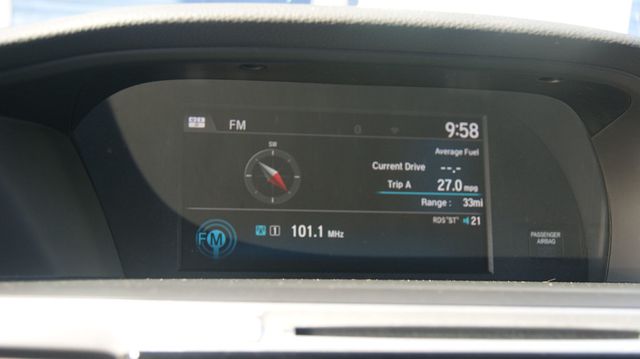 FM
9:58
SW
Average Fuel
Current Drive --.-
Trip A 27.0 mpg
Range : 33mi
RDS "ST" 21
FM
1 101.1 MHz
PASSENGER
AIRBAG